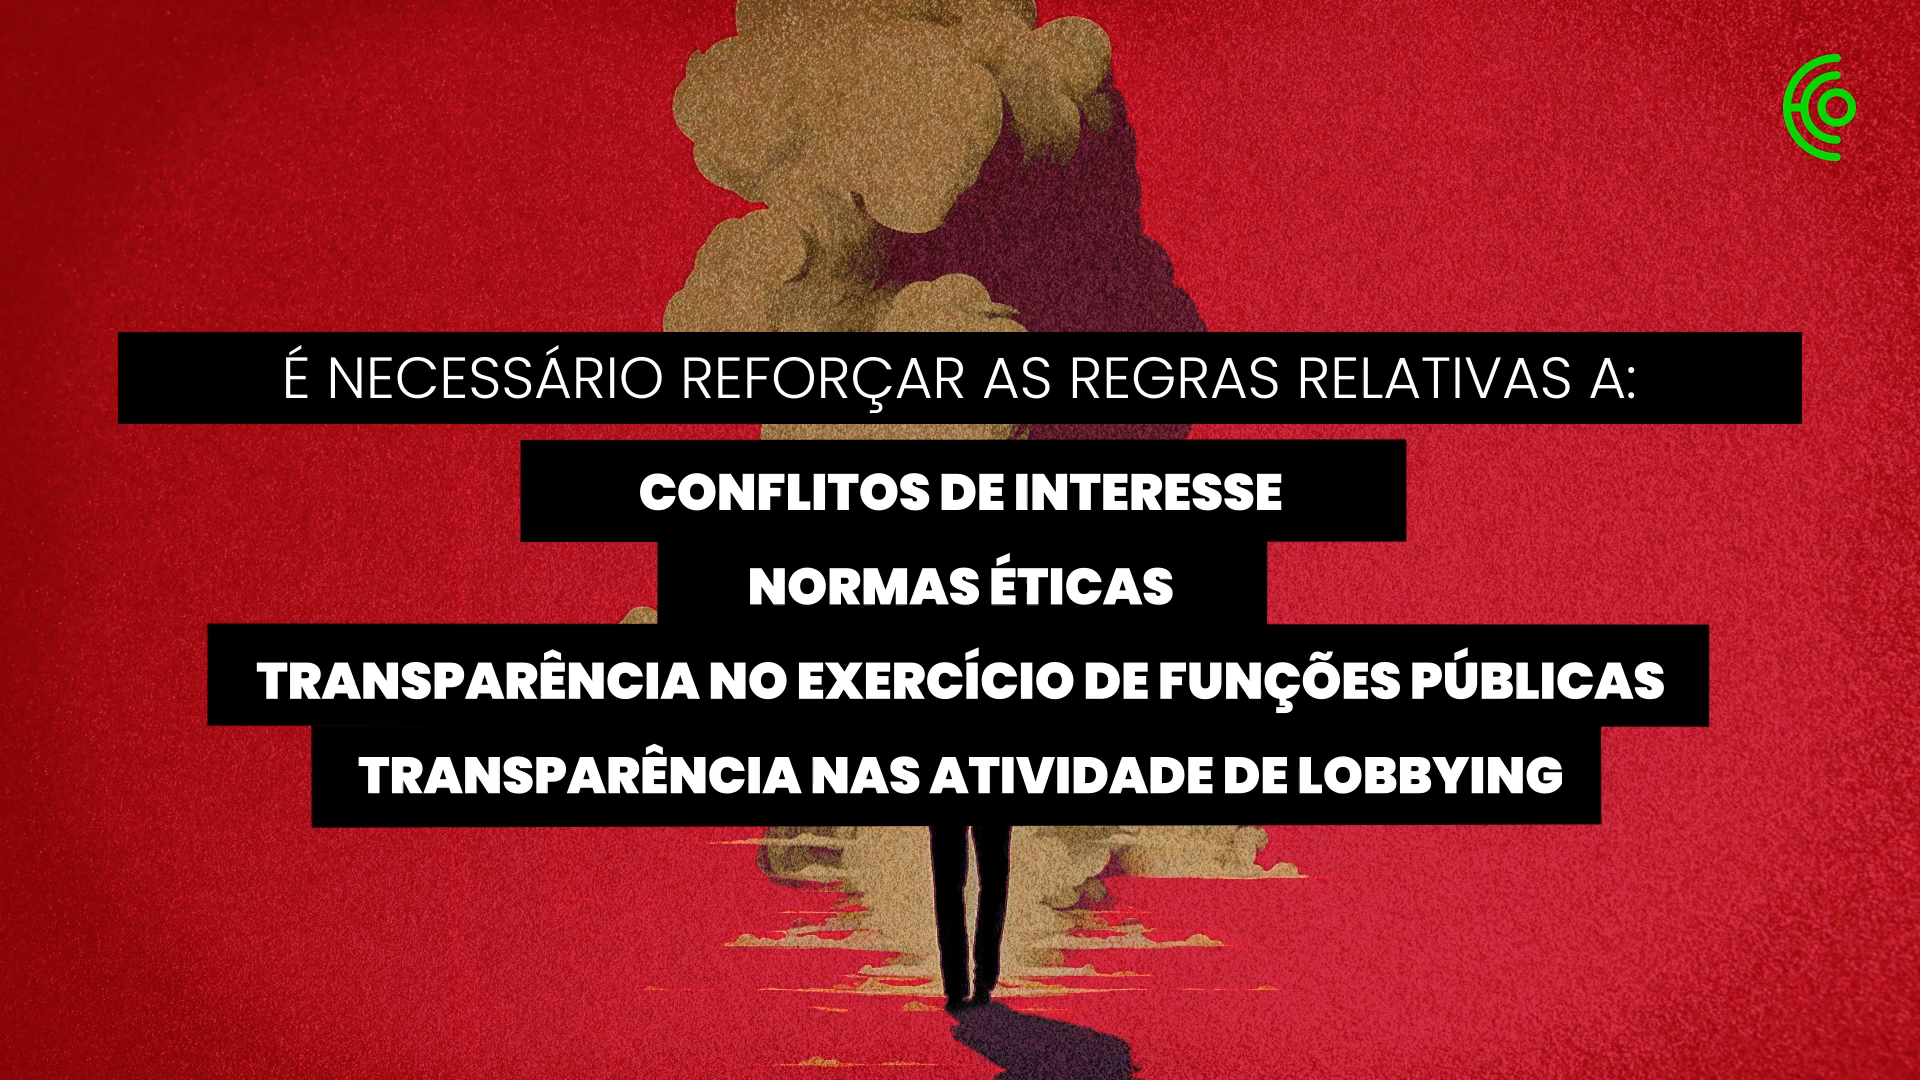 É NECESSÁRIO REFORÇAR AS REGRAS RELATIVAS A:
CONFLITOS DE INTERESSE
NORMAS ÉTICAS
TRANSPARÊNCIA NO EXERCÍCIO DE FUNÇÕES PÚBLICAS
TRANSPARÊNCIA NAS ATIVIDADE DE LOBBYING